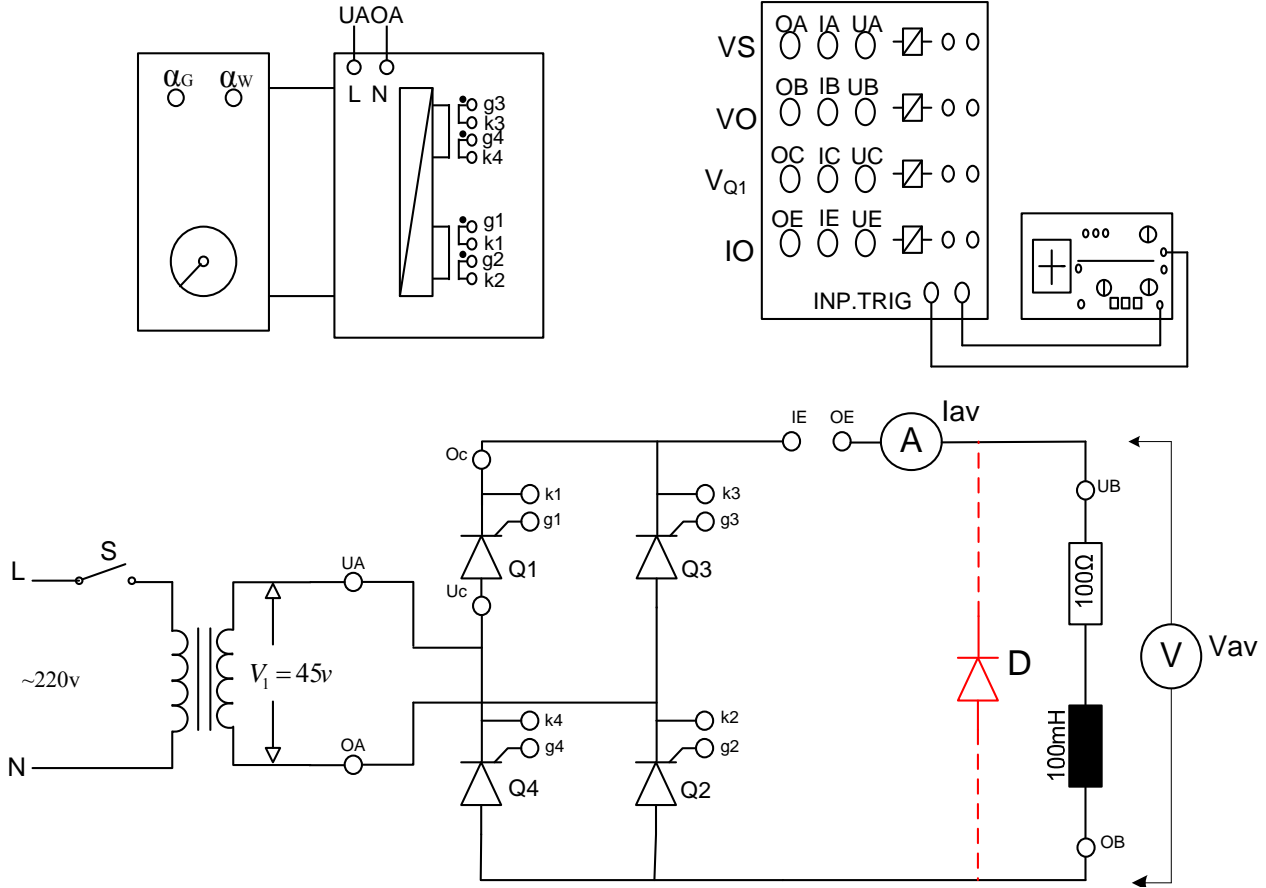 UAOA
αG αW
L N
g3
k3
g4
k4
g1
k1
g2
k2
VS OA IA UA
VO OB IB UB
VQ1 OC IC UC
IO OE IE UE
INP.TRIG
Iav
IE OE A
Oc
k1 k3
g1 g3
UB
L S
UA Q1 Q3
Uc
100Ω
~220v V1 = 45v
D V Vav
k4 k2
g4 g2
100mH
OA
N
Q4 Q2
OB